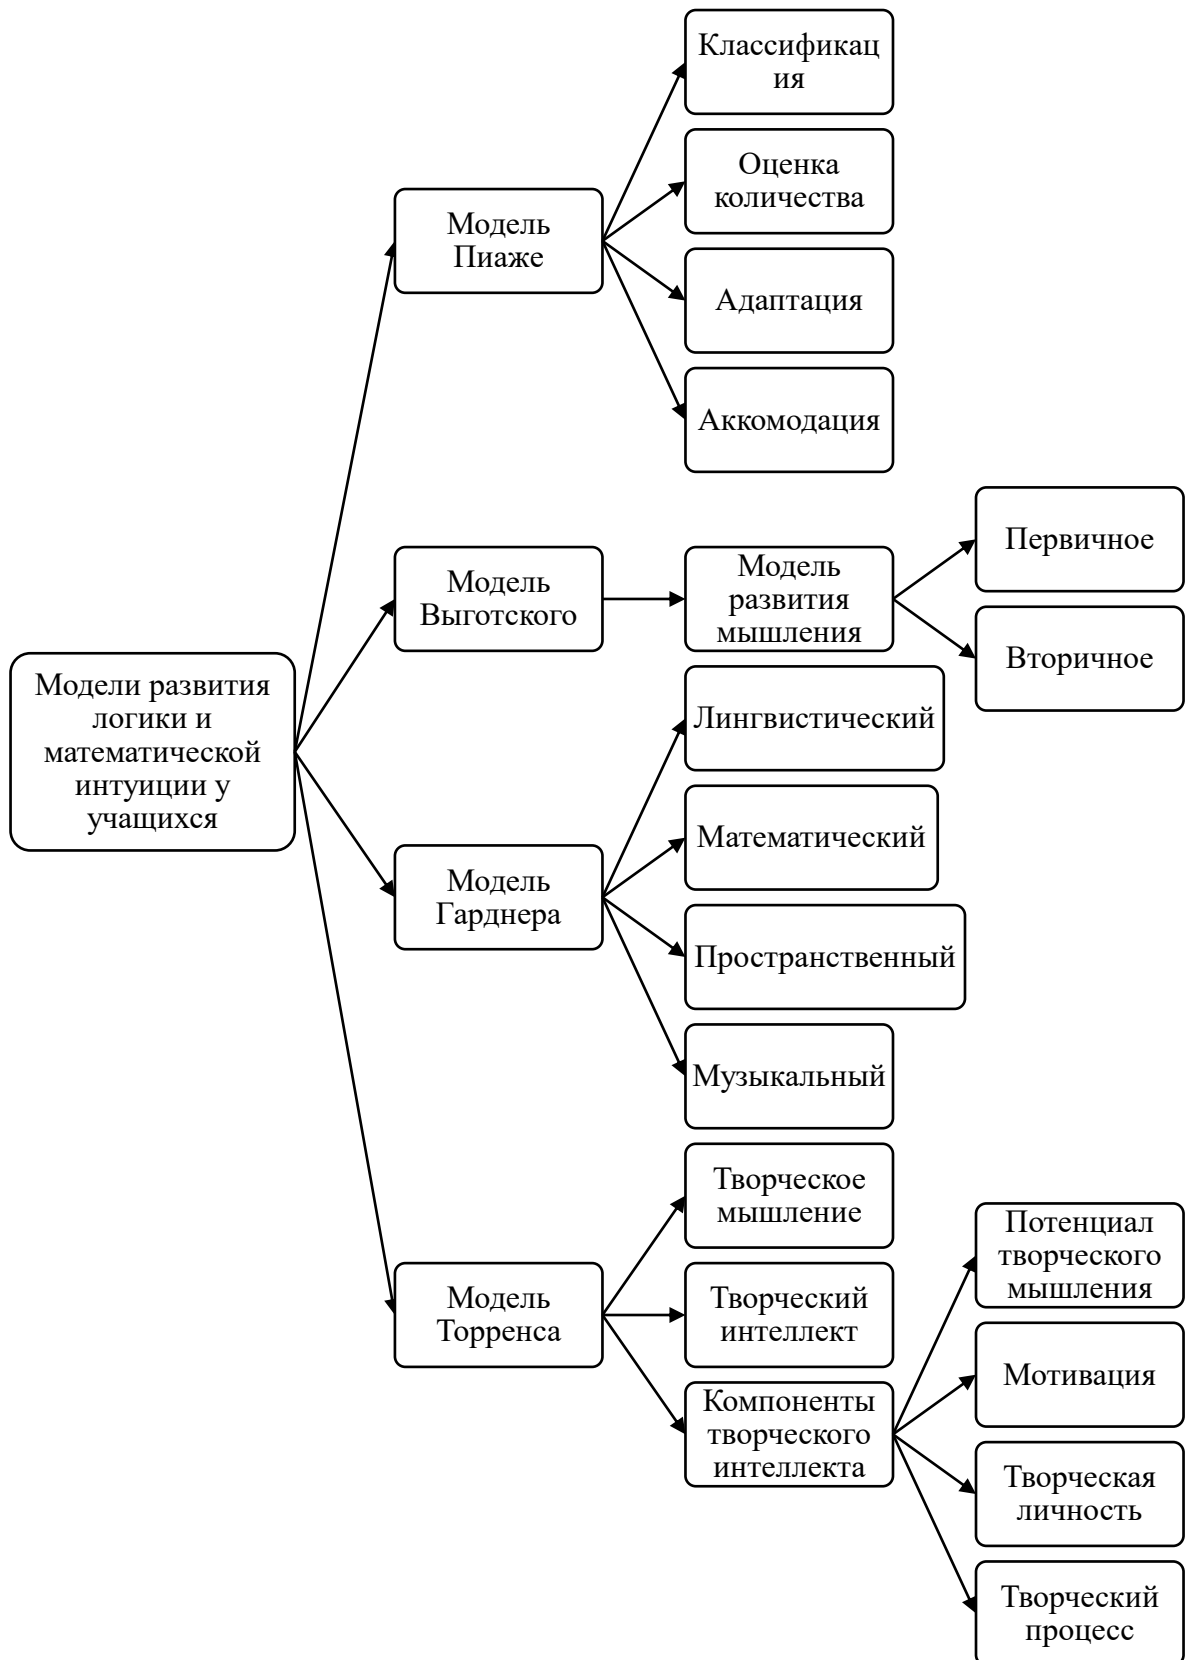 Модели развития
логики и
математической
интуиции у
учащихся
Модель
Пиаже
Классификац
ия
Оценка
количества
Адаптация
Аккомодация
Модель
Выготского
Модель
развития
мышления
Первичное
Вторичное
Модель
Гарднера
Лингвистический
Математический
Пространственный
Музыкальный
Модель
Торренса
Творческое
мышление
Творческий
интеллект
Компоненты
творческого
интеллекта
Потенциал
творческого
мышления
Мотивация
Творческая
личность
Творческий
процесс